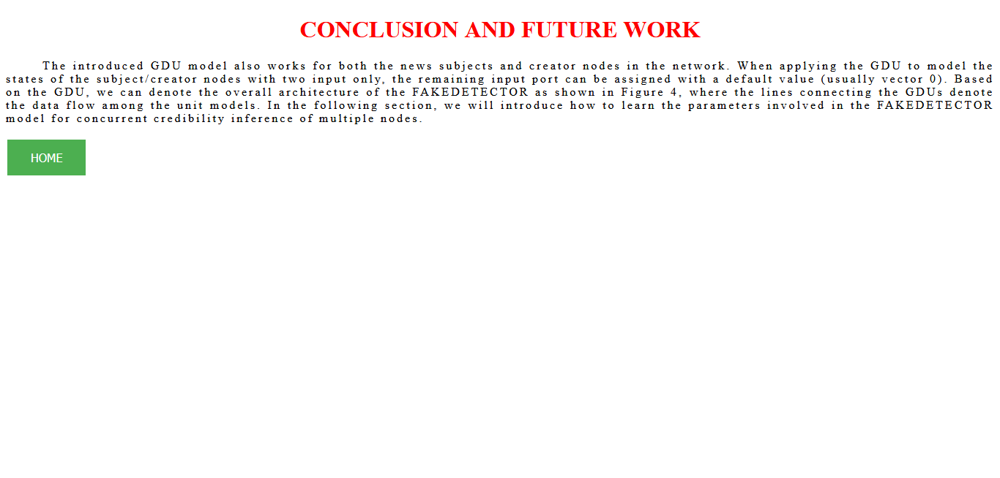 CONCLUSION AND FUTURE WORK
The introduced GDU model also works for both the news subjects and creator nodes in the network. When applying the GDU to model the
states of the subject/creator nodes with two input only, the remaining input port can be assigned with a default value (usually vector 0). Based
on the GDU, we can denote the overall architecture of the FAKEDETECTOR as shown in Figure 4, where the lines connecting the GDUs denote
the data flow among the unit models. In the following section, we will introduce how to learn the parameters involved in the FAKEDETECTOR
model for concurrent credibility inference of multiple nodes.
HOME